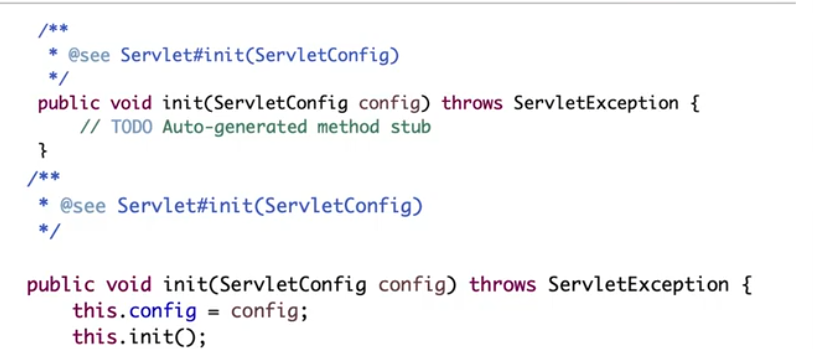 /**
* @see Servlet#init(ServletConfig)
*/
public void init(ServletConfig config) throws ServletException {
// TODO Auto-generated method stub
}
/**
* @see Servlet#init(ServletConfig)
*/
public void init(ServletConfig config) throws ServletException {
this.config = config;
this.init();